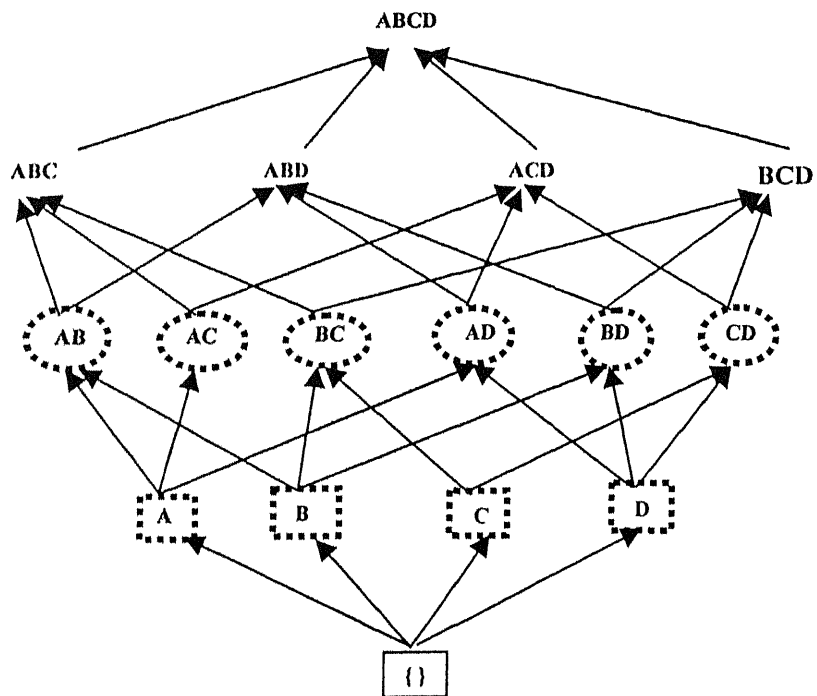 ABCD
ABC ABD ACD BCD
AB AC BC AD BD CD
A B C D
{ }